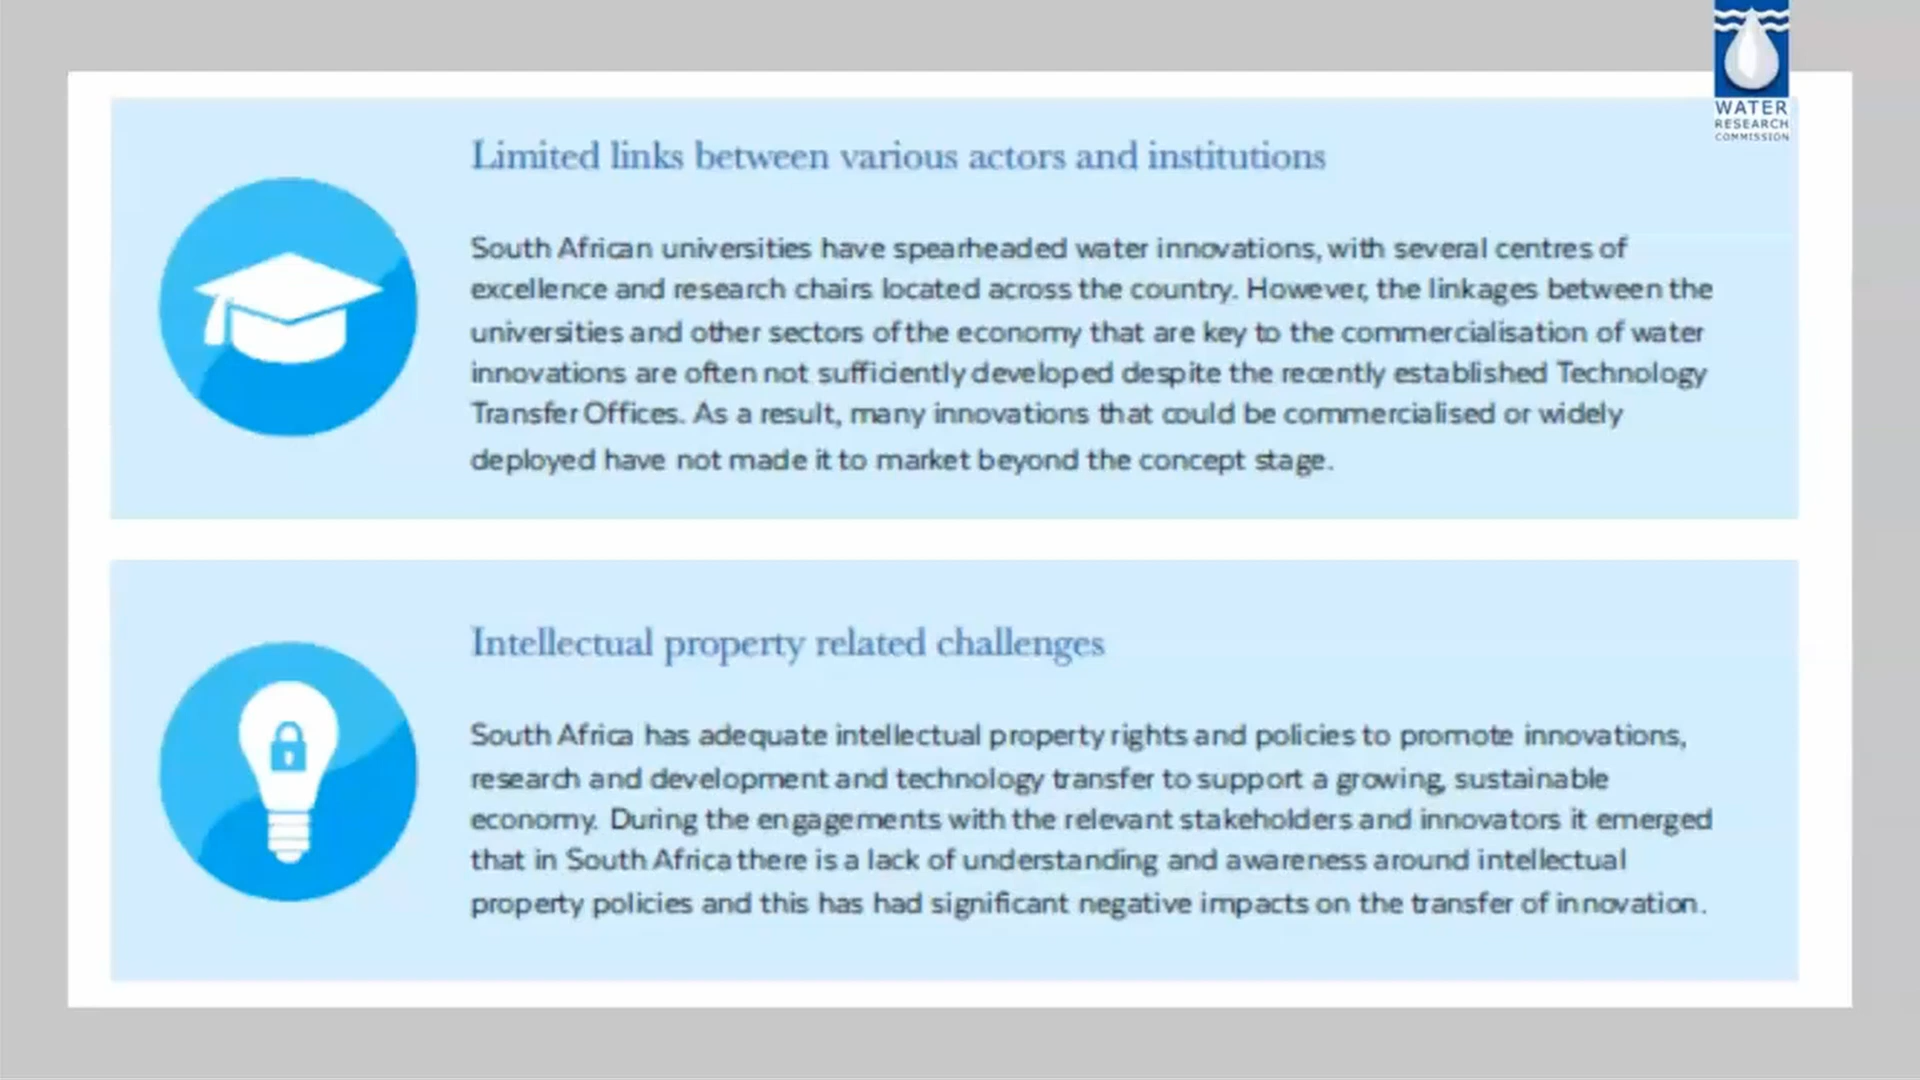 WATER
RESEARCH
COMMISSION
Limited links between various actors and institutions
South African universities have spearheaded water innovations, with several centres of
excellence and research chairs located across the country. However, the linkages between the
universities and other sectors of the economy that are key to the commercialisation of water
innovations are often not sufficiently developed despite the recently established Technology
Transfer Offices. As a result, many innovations that could be commercialised or widely
deployed have not made it to market beyond the concept stage.
Intellectual property related challenges
South Africa has adequate intellectual property rights and policies to promote innovations,
research and development and technology transfer to support a growing, sustainable
economy. During the engagements with the relevant stakeholders and innovators it emerged
that in South Africa there is a lack of understanding and awareness around intellectual
property policies and this has had significant negative impacts on the transfer of innovation.